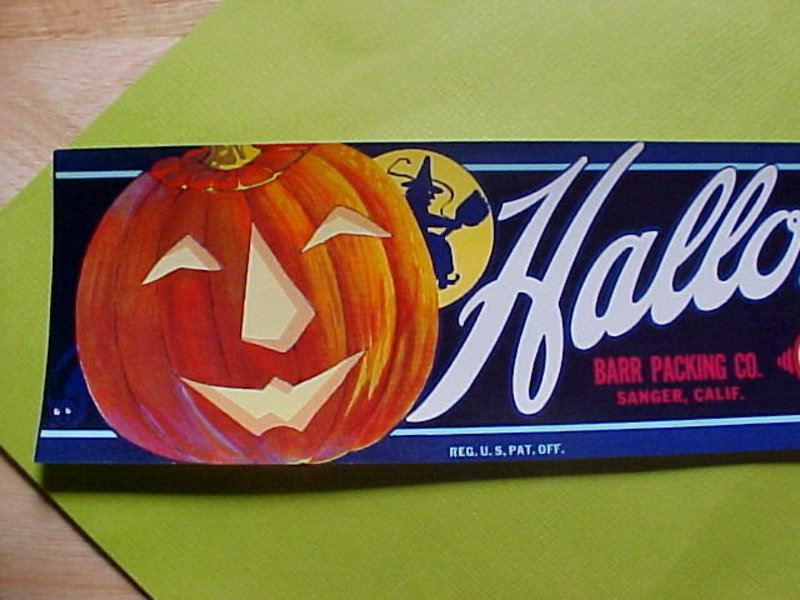 Hallo
BARR PACKING CO.
SANGER, CALIF.
REG. U. S. PAT. OFF.